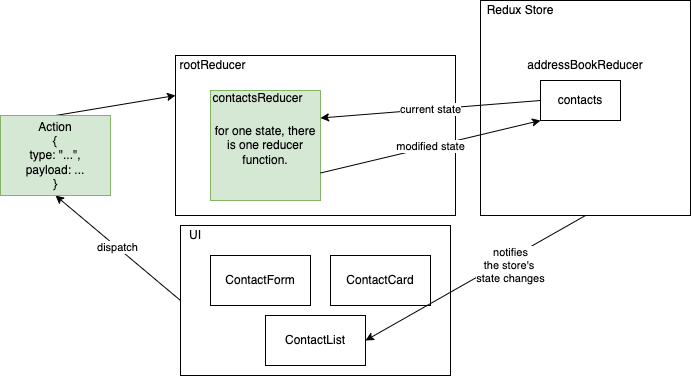 Redux Store
rootReducer
addressBookReducer
contactsReducer
contacts
current state
for one state, there
is one reducer
function.
modified state
Action
{
type: "...",
payload: ...
}
dispatch
UI
notifies
the store's
state changes
ContactForm
ContactCard
ContactList